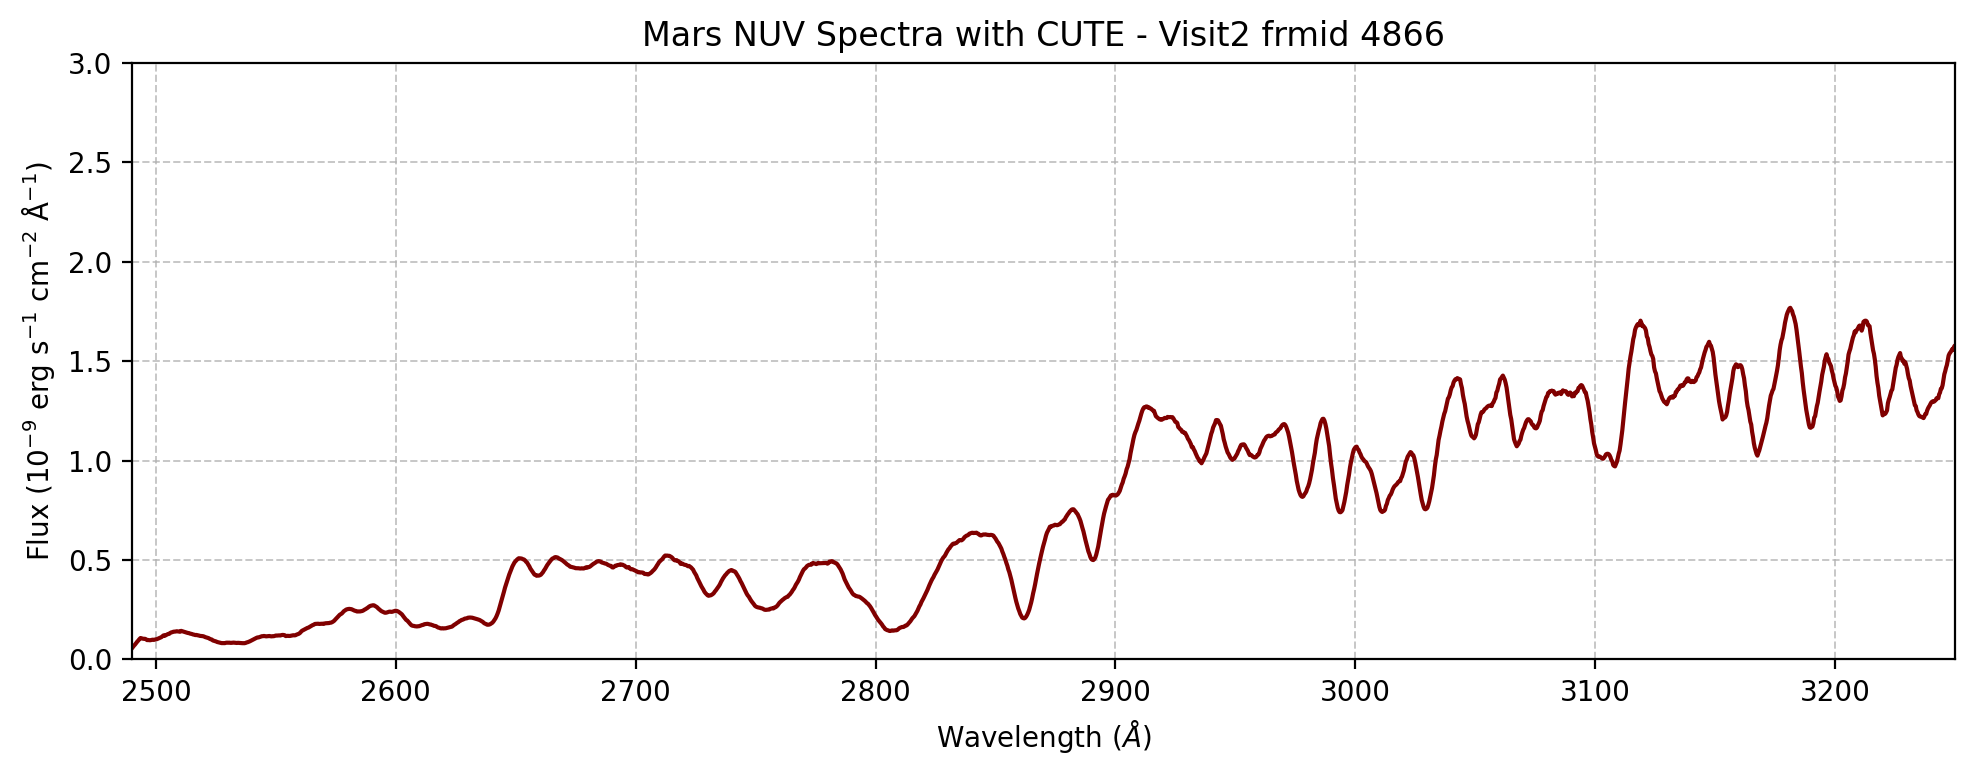 Mars NUV Spectra with CUTE - Visit2 frmid 4866
Flux (10⁻⁹ erg s⁻¹ cm⁻² Å⁻¹)
3.0
2.5
2.0
1.5
1.0
0.5
0.0
2500 2600 2700 2800 2900 3000 3100 3200
Wavelength (Å)